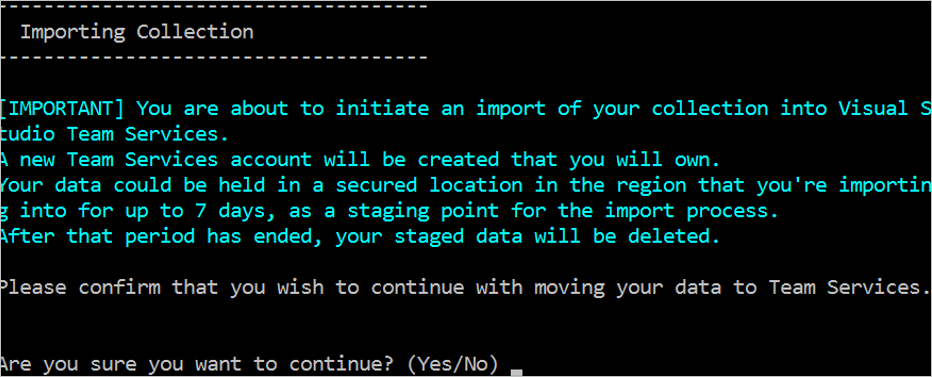 -------------------------------------
Importing Collection
-------------------------------------
[IMPORTANT] You are about to initiate an import of your collection into Visual S
tudio Team Services.
A new Team Services account will be created that you will own.
Your data could be held in a secured location in the region that you're importin
g into for up to 7 days, as a staging point for the import process.
After that period has ended, your staged data will be deleted.
Please confirm that you wish to continue with moving your data to Team Services.
Are you sure you want to continue? (Yes/No)